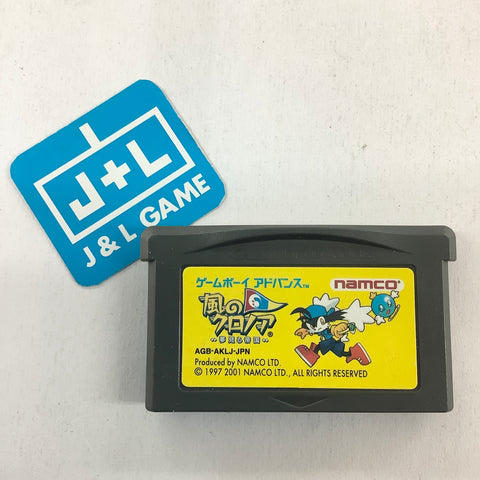 J+L
J & L GAME
ゲームボーイ アドバンス™
namco®
風のクロノア®
~夢見る帝国~
AGB-AKLJ-JPN
Produced by NAMCO LTD.
© 1997 2001 NAMCO LTD., ALL RIGHTS RESERVED